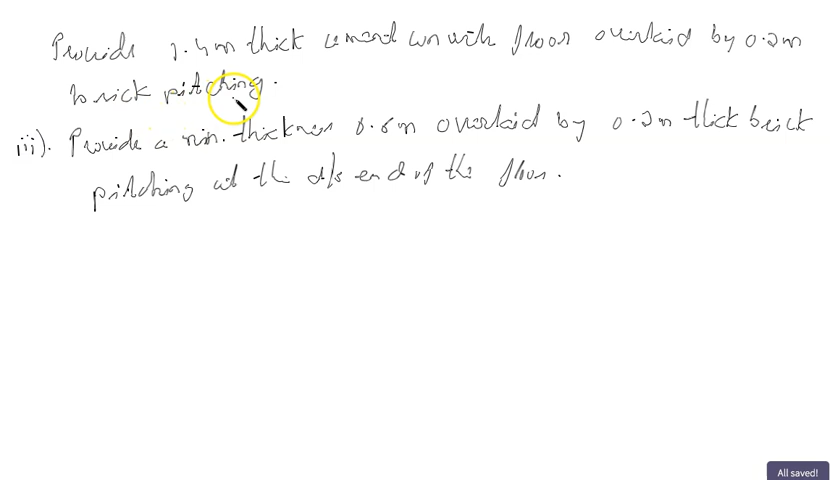 Provide 1.4m thick cement concrete floor overlaid by 0.2m
brick pitching.
iii). Provide a min. thickness 0.6m overlaid by 0.2m thick brick
pitching at the d/s end of the floor.
All saved!